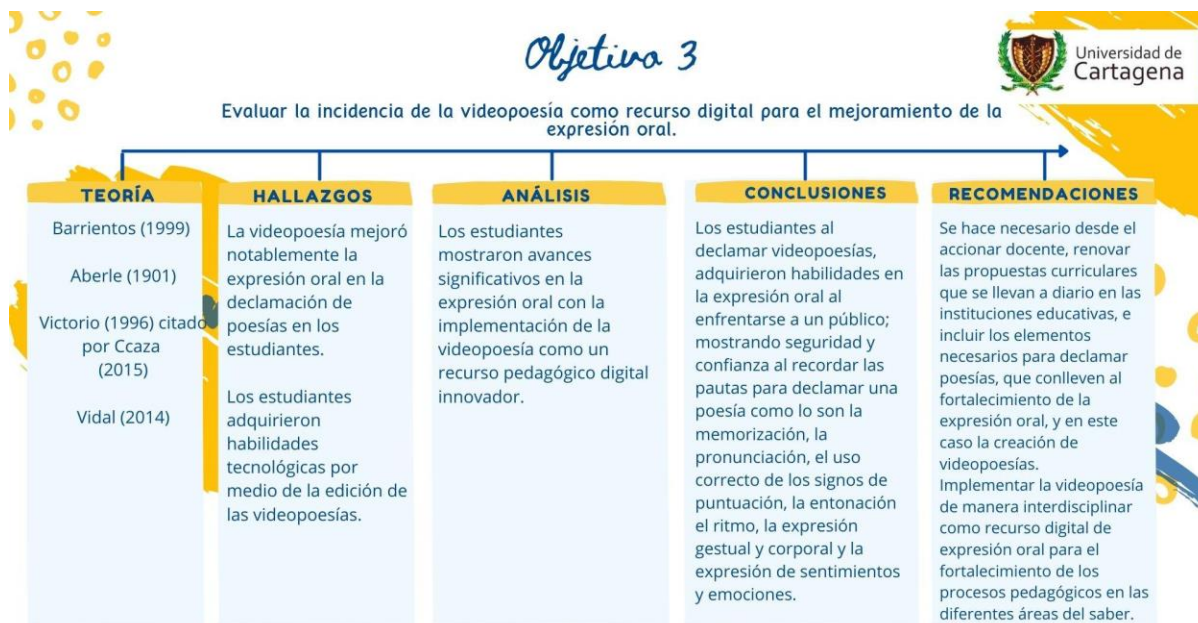 Objetivo 3
Universidad de
Cartagena
Evaluar la incidencia de la videopoesía como recurso digital para el mejoramiento de la
expresión oral.
TEORÍA
Barrientos (1999)
Aberle (1901)
Victorio (1996) citado
por Ccaza
(2015)
Vidal (2014)
HALLAZGOS
La videopoesía mejoró
notablemente la
expresión oral en la
declamación de
poesías en los
estudiantes.
Los estudiantes
adquirieron
habilidades
tecnológicas por
medio de la edición de
las videopoesías.
ANÁLISIS
Los estudiantes
mostraron avances
significativos en la
expresión oral con la
implementación de la
videopoesía como un
recurso pedagógico digital
innovador.
CONCLUSIONES
Los estudiantes al
declamar videopoesías,
adquirieron habilidades en
la expresión oral al
enfrentarse a un público;
mostrando seguridad y
confianza al recordar las
pautas para declamar una
poesía como lo son la
memorización, la
pronunciación, el uso
correcto de los signos de
puntuación, la entonación
el ritmo, la expresión
gestual y corporal y la
expresión de sentimientos
y emociones.
RECOMENDACIONES
Se hace necesario desde el
accionar docente, renovar
las propuestas curriculares
que se llevan a diario en las
instituciones educativas, e
incluir los elementos
necesarios para declamar
poesías, que conlleven al
fortalecimiento de la
expresión oral, y en este
caso la creación de
videopoesías.
Implementar la videopoesía
de manera interdisciplinar
como recurso digital de
expresión oral para el
fortalecimiento de los
procesos pedagógicos en las
diferentes áreas del saber.